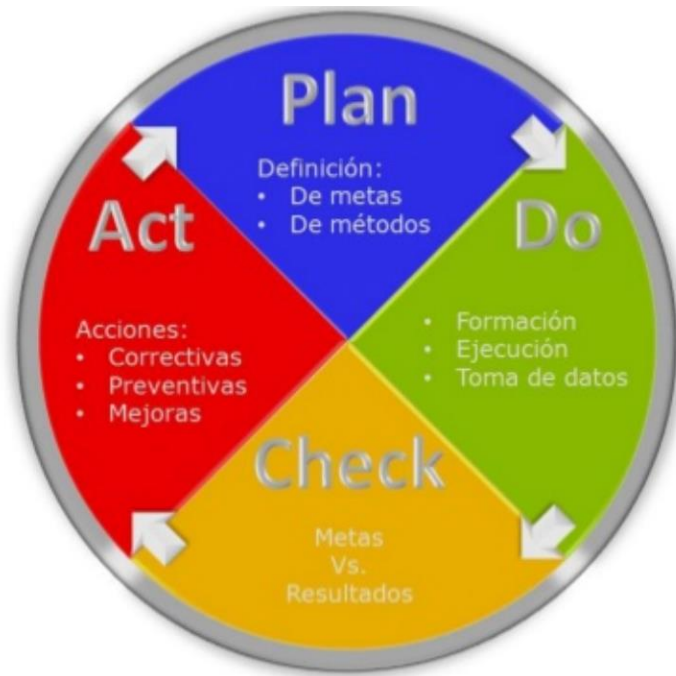 Plan
Definición:
• De metas
• De métodos
Do
• Formación
• Ejecución
• Toma de datos
Check
Metas
Vs.
Resultados
Act
Acciones:
• Correctivas
• Preventivas
• Mejoras